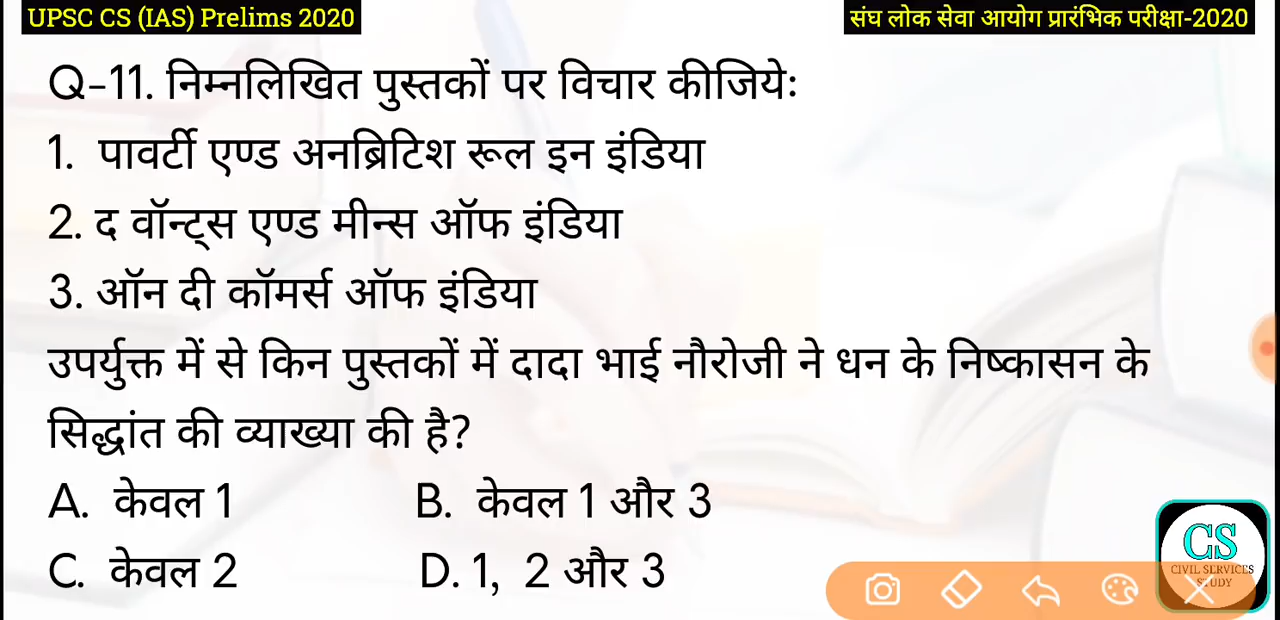 UPSC CS (IAS) Prelims 2020
संघ लोक सेवा आयोग प्रारंभिक परीक्षा-2020
Q-11. निम्नलिखित पुस्तकों पर विचार कीजियेः
1. पावर्टी एण्ड अनब्रिटिश रूल इन इंडिया
2. द वॉन्ट्स एण्ड मीन्स ऑफ इंडिया
3. ऑन दी कॉमर्स ऑफ इंडिया
उपर्युक्त में से किन पुस्तकों में दादा भाई नौरोजी ने धन के निष्कासन के
सिद्धांत की व्याख्या की है?
A. केवल 1 B. केवल 1 और 3
C. केवल 2 D. 1, 2 और 3
CS
CIVIL SERVICES
STUDY